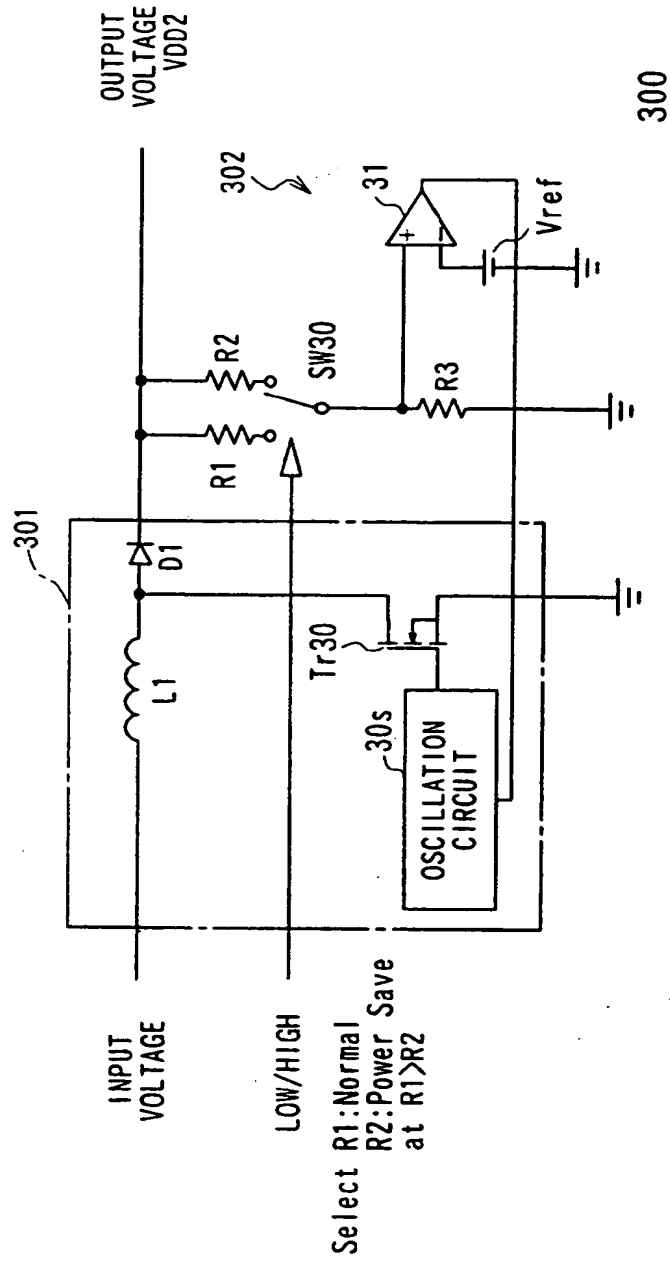 OUTPUT
VOLTAGE
VDD2
302
31
Vref
R2
SW30
R1
R3
301
D1
L1
Tr30
30s
OSCILLATION
CIRCUIT
+
−
INPUT
VOLTAGE
LOW/HIGH
Select R1:Normal
R2:Power Save
at R1>R2
300